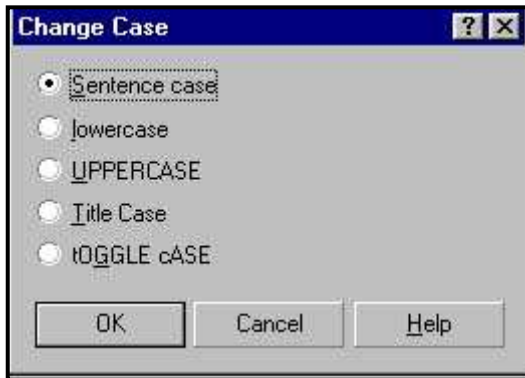 Change Case
Sentence case
lowercase
UPPERCASE
Title Case
tOGGLE cASE
OK Cancel Help